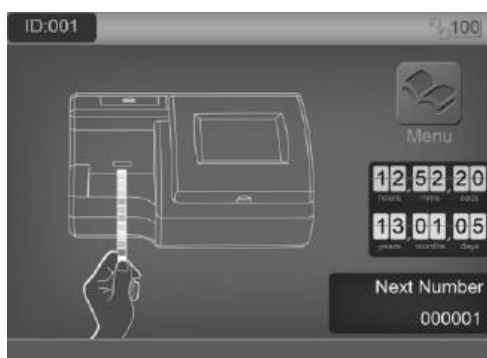 ID:001
100
Menu
12 52 20
hours mins secs
13 01 05
years months days
Next Number
000001